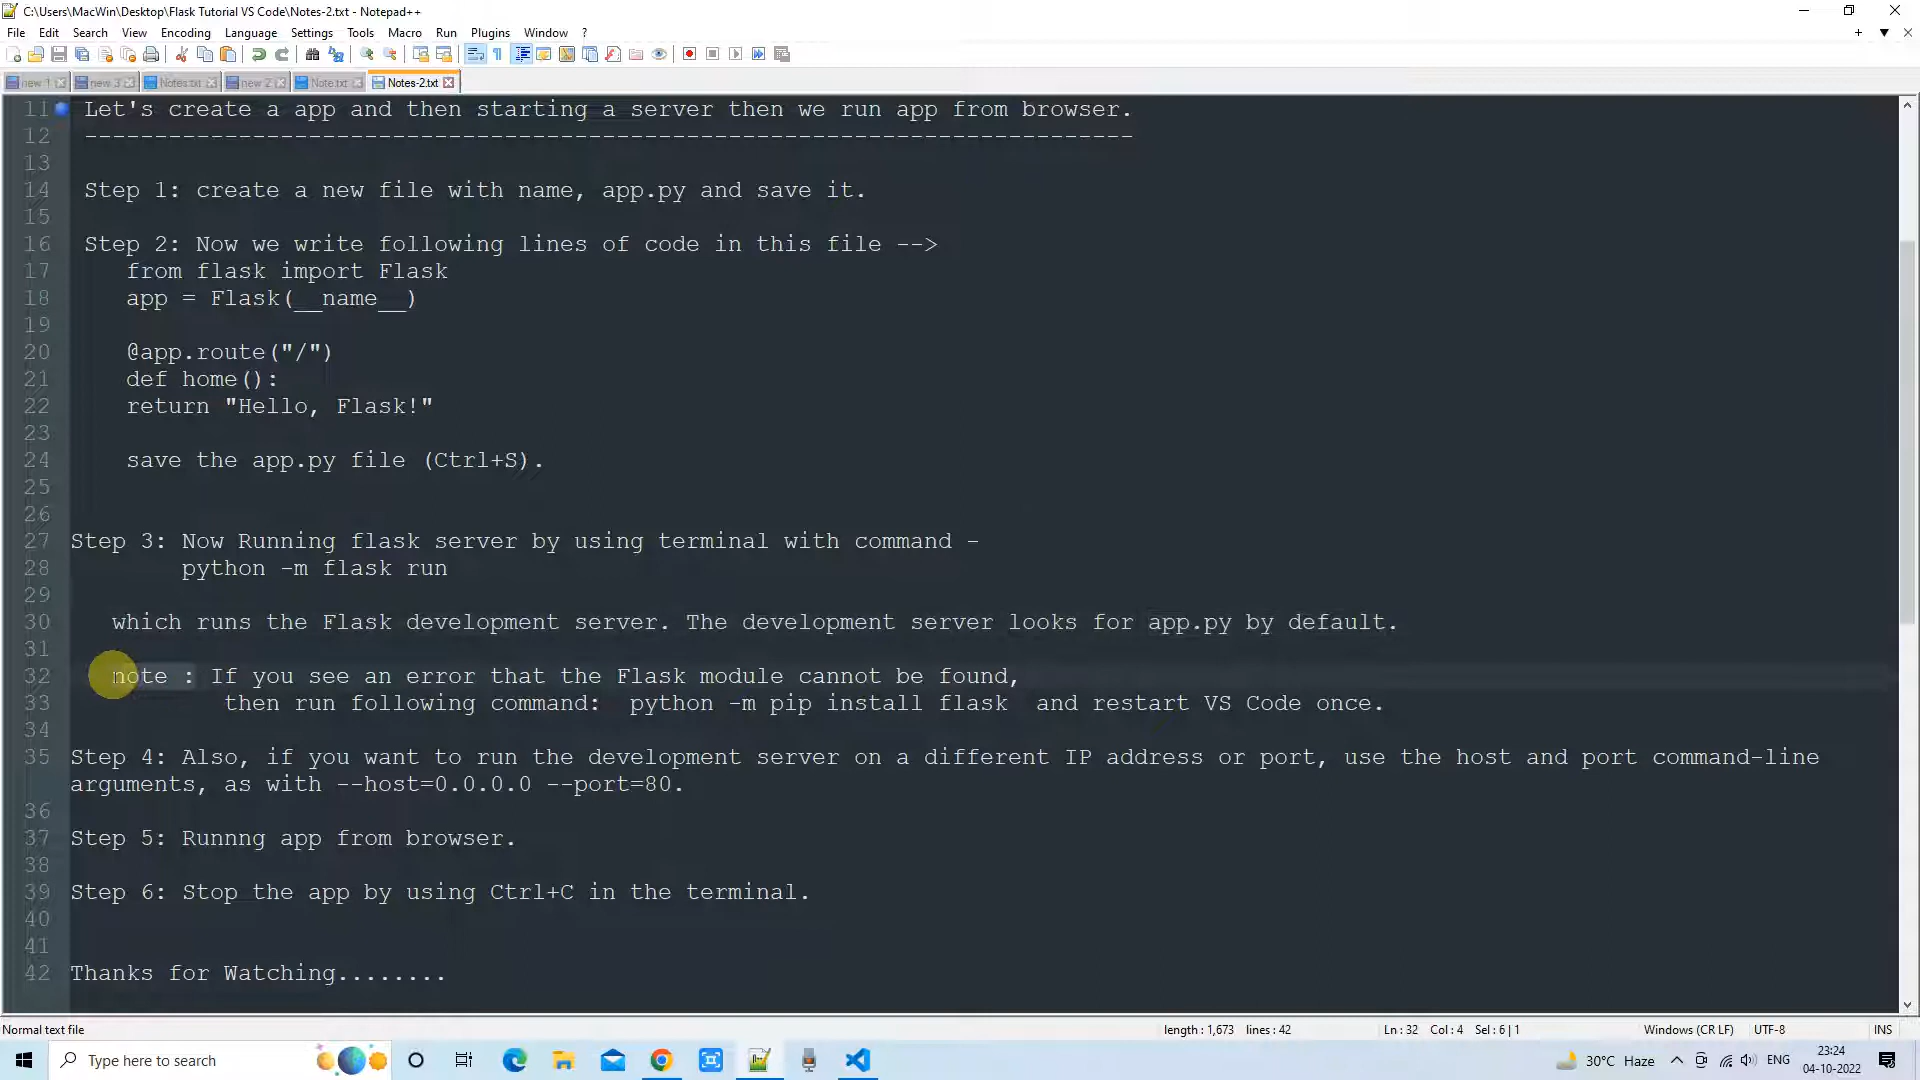 C:\Users\MacWin\Desktop\Flask Tutorial VS Code\Notes-2.txt - Notepad++
File Edit Search View Encoding Language Settings Tools Macro Run Plugins Window ?
new 1 new 3 Notes.txt new 2 Note.txt Notes-2.txt
11 Let's create a app and then starting a server then we run app from browser.
12 ---------------------------------------------------------------------------
13
14 Step 1: create a new file with name, app.py and save it.
15
16 Step 2: Now we write following lines of code in this file -->
17 from flask import Flask
18 app = Flask(__name__)
19
20 @app.route("/")
21 def home():
22 return "Hello, Flask!"
23
24 save the app.py file (Ctrl+S).
25
26
27 Step 3: Now Running flask server by using terminal with command -
28 python -m flask run
29
30 which runs the Flask development server. The development server looks for app.py by default.
31
32 note : If you see an error that the Flask module cannot be found,
33 then run following command: python -m pip install flask and restart VS Code once.
34
35 Step 4: Also, if you want to run the development server on a different IP address or port, use the host and port command-line
arguments, as with --host=0.0.0.0 --port=80.
36
37 Step 5: Runnng app from browser.
38
39 Step 6: Stop the app by using Ctrl+C in the terminal.
40
41
42 Thanks for Watching........
Normal text file length : 1,673 lines : 42 Ln : 32 Col : 4 Sel : 6 | 1 Windows (CR LF) UTF-8 INS
Type here to search 30°C Haze ENG 23:24
04-10-2022